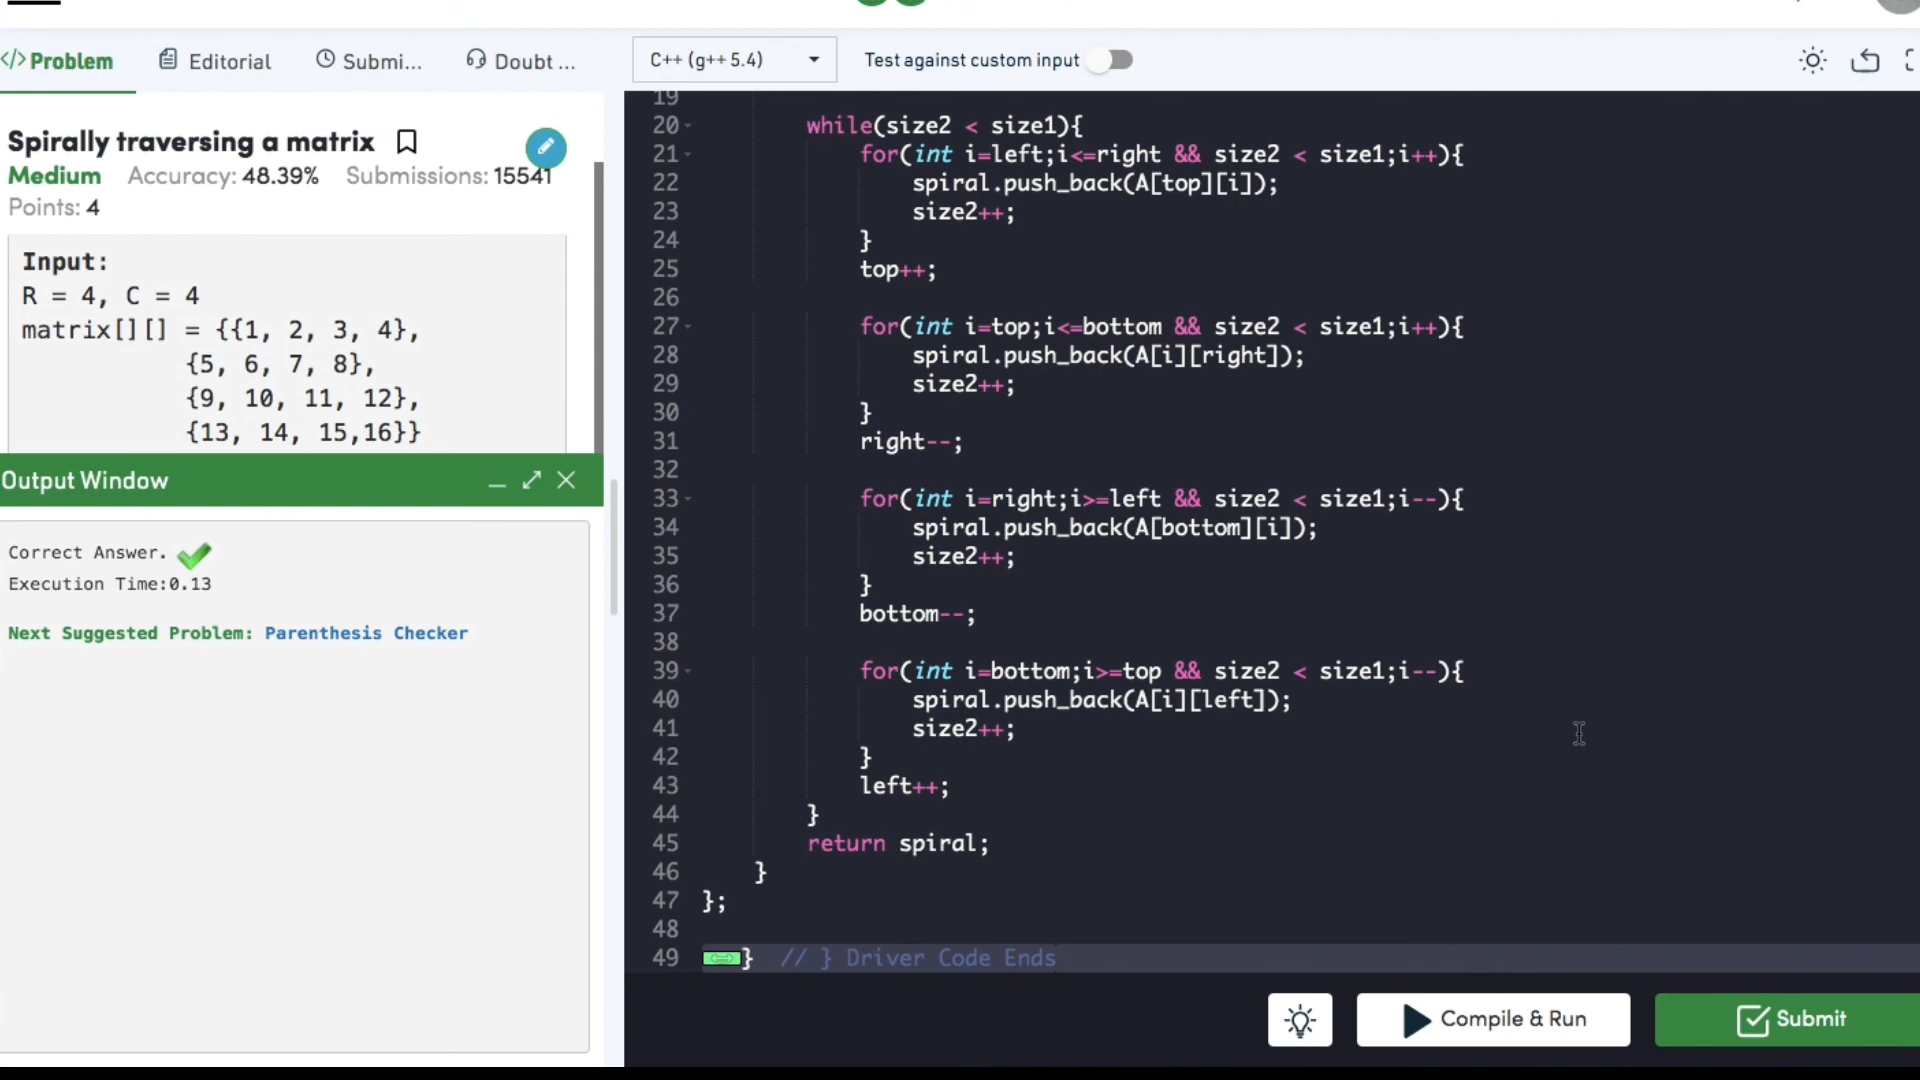 </> Problem
Editorial
Submi...
Doubt ...
C++ (g++ 5.4)
Test against custom input
Spirally traversing a matrix
Medium Accuracy: 48.39% Submissions: 15541
Points: 4
Input:
R = 4, C = 4
matrix[][] = {{1, 2, 3, 4},
{5, 6, 7, 8},
{9, 10, 11, 12},
{13, 14, 15,16}}
Output Window
Correct Answer.
Execution Time:0.13
Next Suggested Problem: Parenthesis Checker
19
20 while(size2 < size1){
21 for(int i=left;i<=right && size2 < size1;i++){
22 spiral.push_back(A[top][i]);
23 size2++;
24 }
25 top++;
26
27 for(int i=top;i<=bottom && size2 < size1;i++){
28 spiral.push_back(A[i][right]);
29 size2++;
30 }
31 right--;
32
33 for(int i=right;i>=left && size2 < size1;i--){
34 spiral.push_back(A[bottom][i]);
35 size2++;
36 }
37 bottom--;
38
39 for(int i=bottom;i>=top && size2 < size1;i--){
40 spiral.push_back(A[i][left]);
41 size2++;
42 }
43 left++;
44 }
45 return spiral;
46 }
47 };
48
49 } // } Driver Code Ends
Compile & Run
Submit